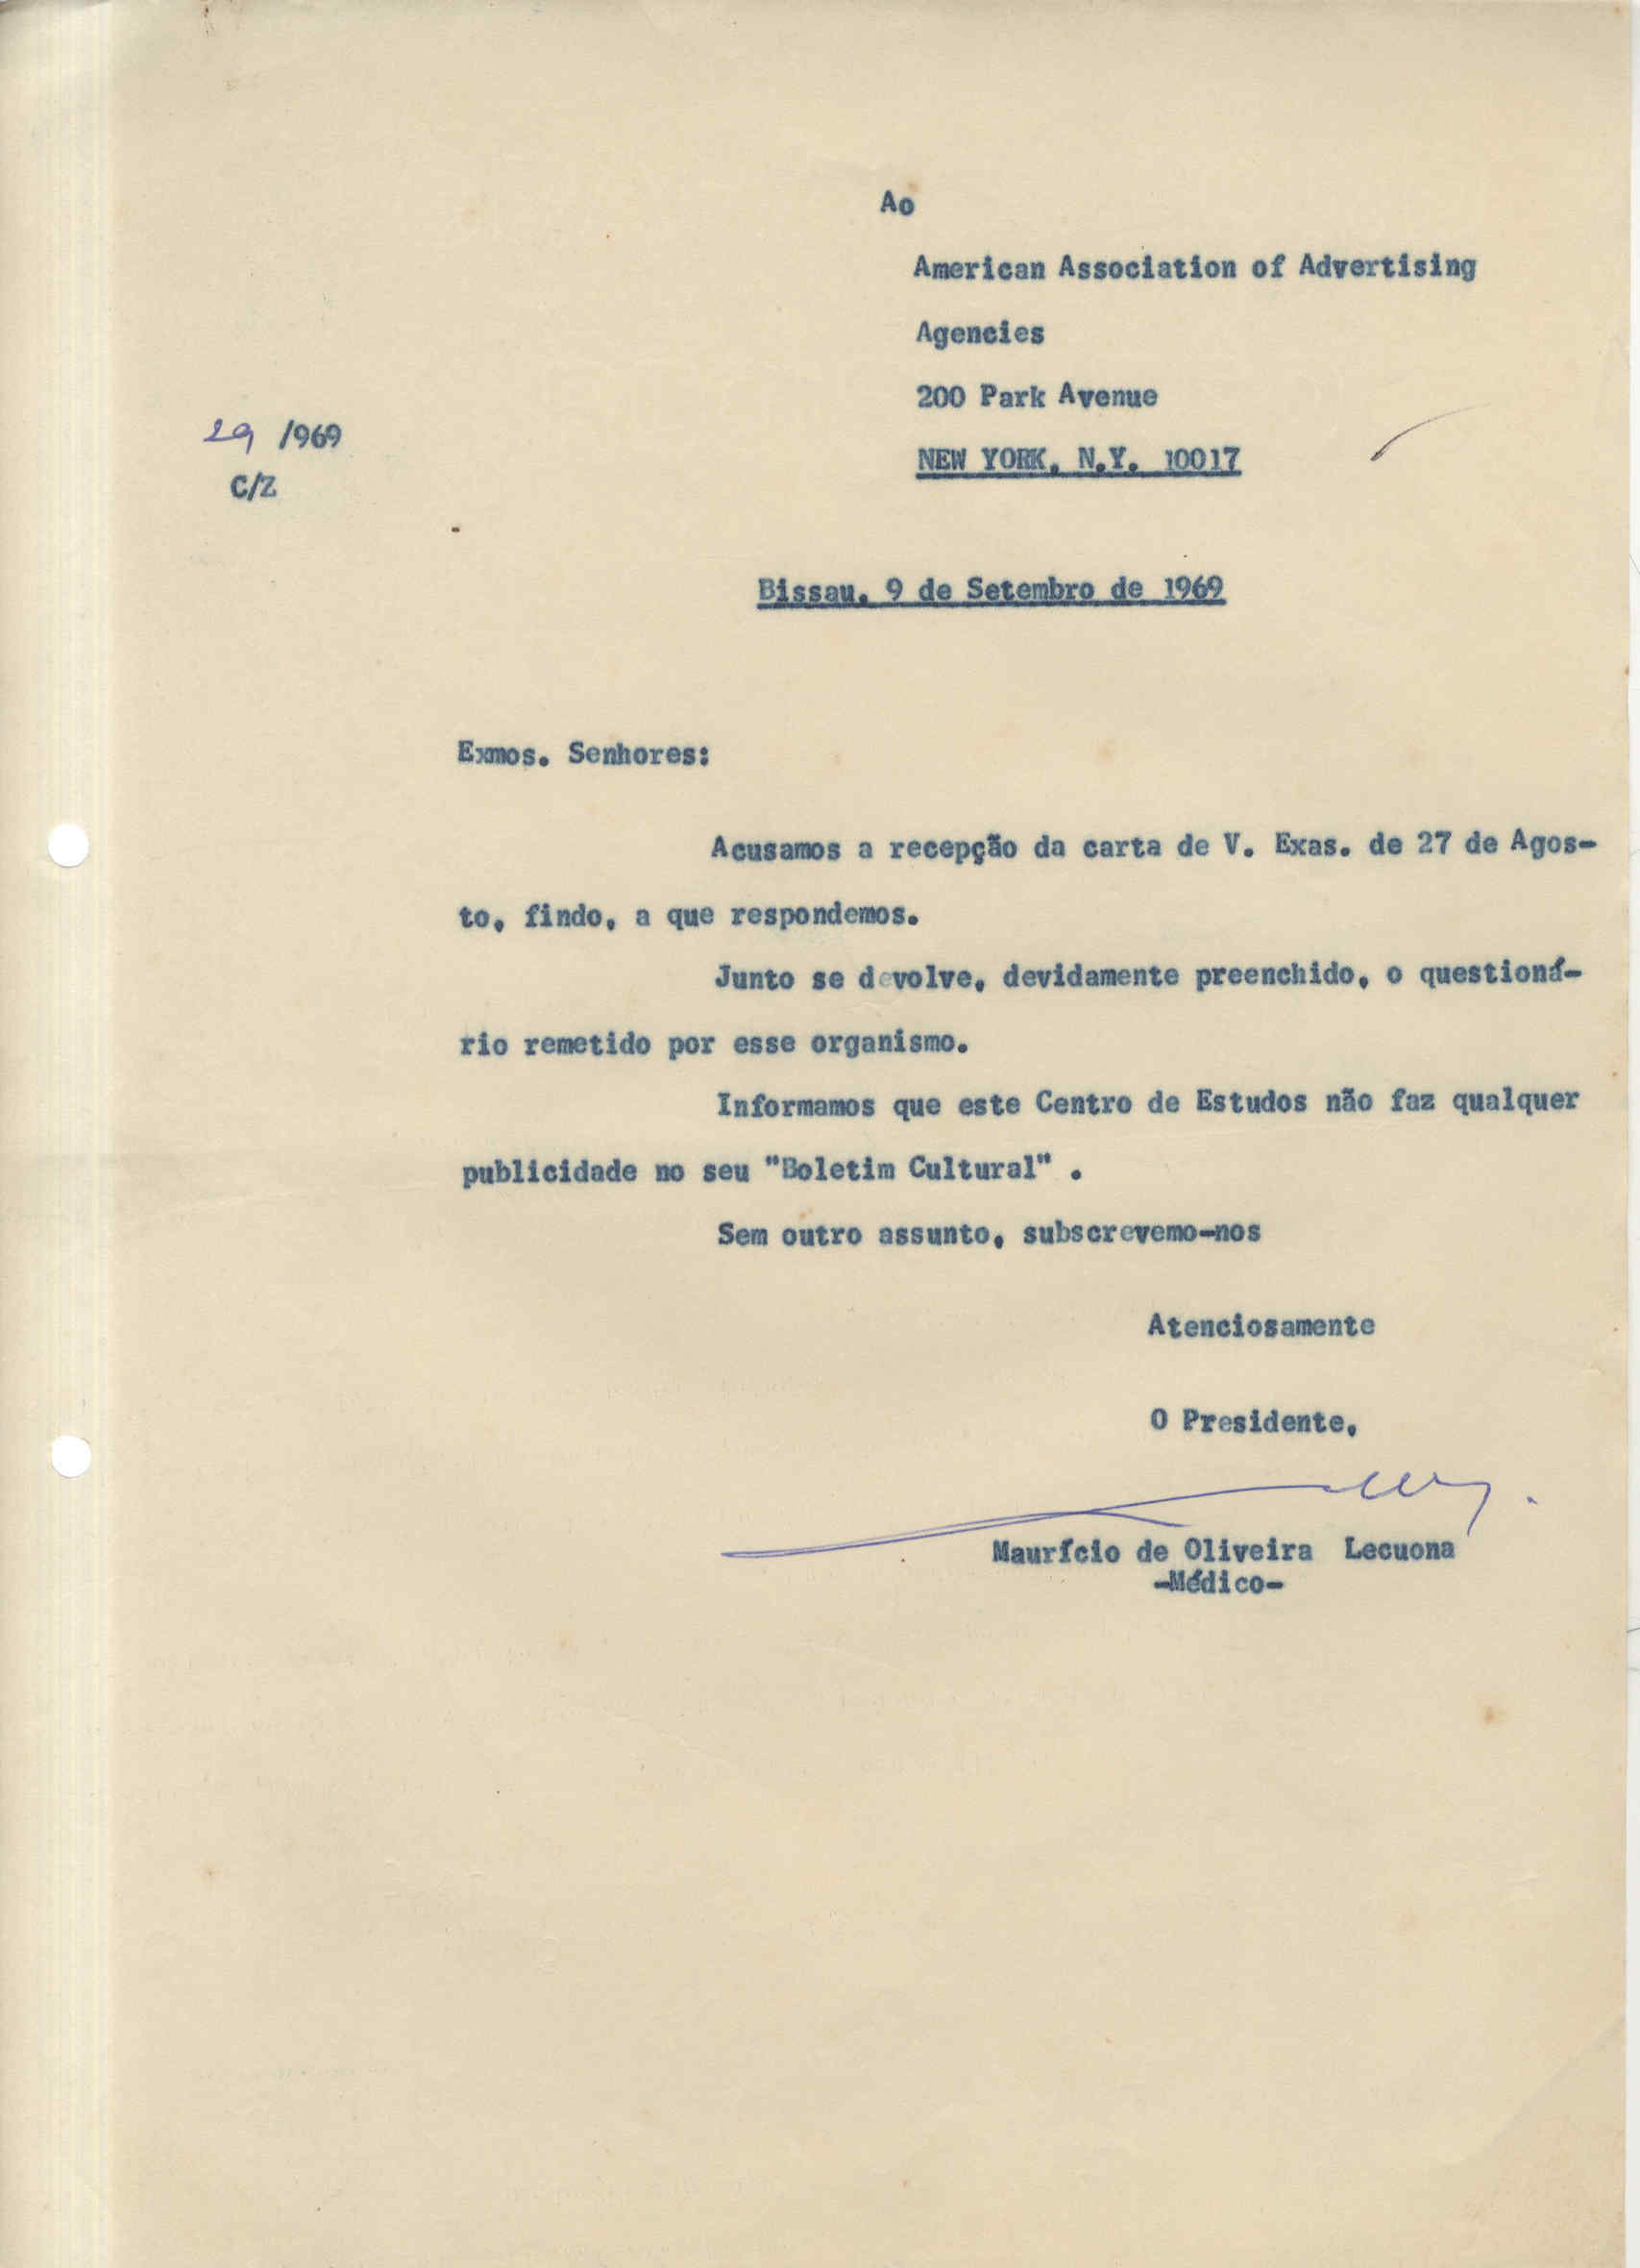 Ao
American Association of Advertising
Agencies
200 Park Avenue
NEW YORK, N.Y. 10017
29 /969
C/Z
Bissau, 9 de Setembro de 1969
Exmos. Senhores:
Acusamos a recepção da carta de V. Exas. de 27 de Agos-
to, findo, a que respondemos.
Junto se devolve, devidamente preenchido, o questioná-
rio remetido por esse organismo.
Informamos que este Centro de Estudos não faz qualquer
publicidade no seu "Boletim Cultural" .
Sem outro assunto, subscrevemo-nos
Atenciosamente
O Presidente,
Maurício de Oliveira Lecuona
-Médico-